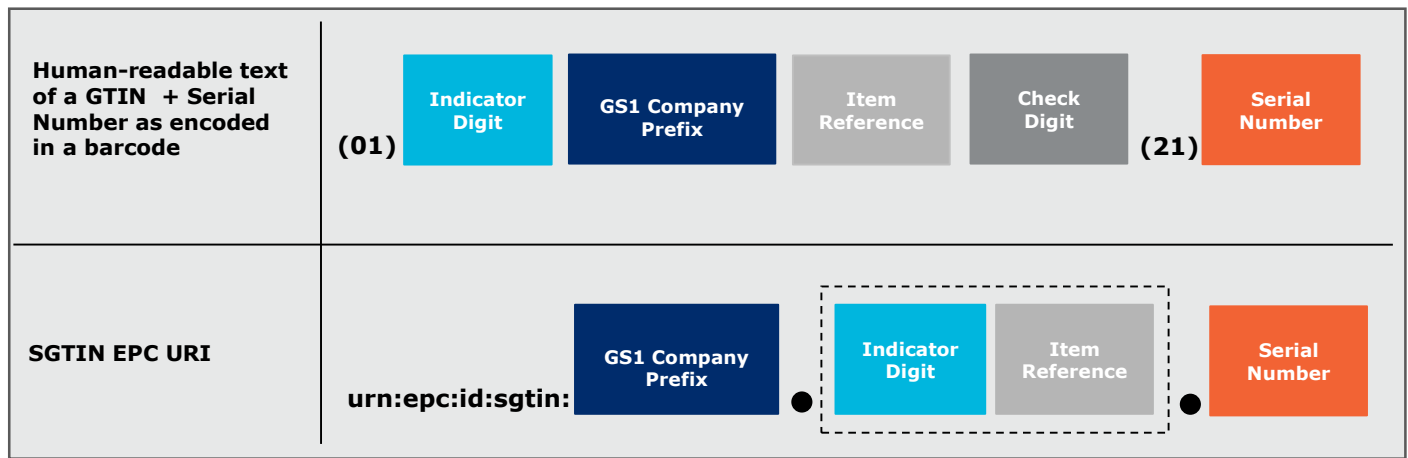 Human-readable text
of a GTIN + Serial
Number as encoded
in a barcode
(01)
Indicator
Digit
GS1 Company
Prefix
Item
Reference
Check
Digit
(21)
Serial
Number
SGTIN EPC URI
urn:epc:id:sgtin:
GS1 Company
Prefix
Indicator
Digit
Item
Reference
Serial
Number